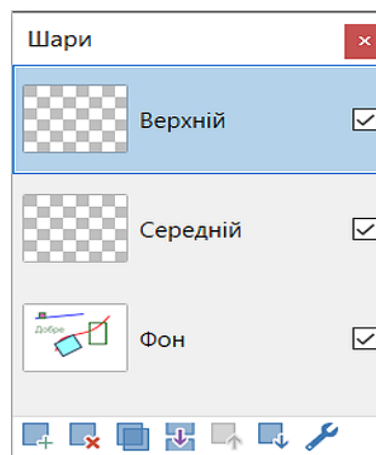 Шари
Верхній
Середній
Добре
Фон